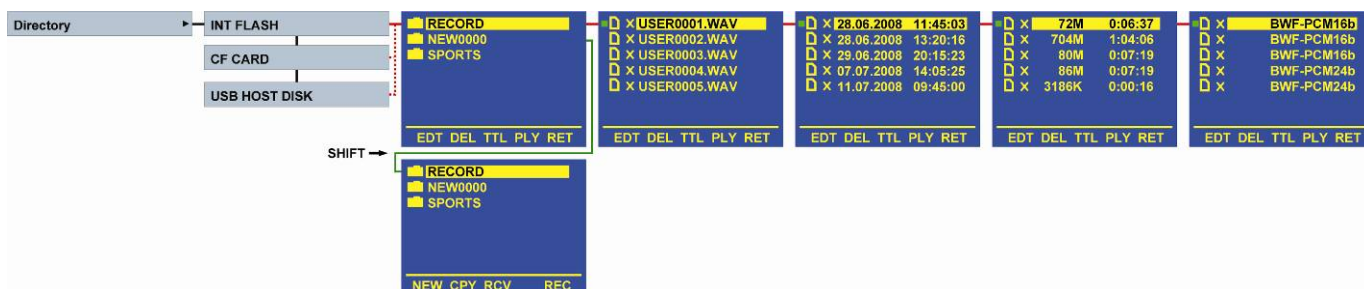 Directory
INT FLASH
CF CARD
USB HOST DISK
RECORD
NEW0000
SPORTS
EDT DEL TTL PLY RET
X USER0001.WAV
X USER0002.WAV
X USER0003.WAV
X USER0004.WAV
X USER0005.WAV
EDT DEL TTL PLY RET
X 28.06.2008 11:45:03
X 28.06.2008 13:20:16
X 29.06.2008 20:15:23
X 07.07.2008 14:05:25
X 11.07.2008 09:45:00
EDT DEL TTL PLY RET
X 72M 0:06:37
X 704M 1:04:06
X 80M 0:07:19
X 86M 0:07:19
X 3186K 0:00:16
EDT DEL TTL PLY RET
X BWF-PCM16b
X BWF-PCM16b
X BWF-PCM16b
X BWF-PCM24b
X BWF-PCM24b
EDT DEL TTL PLY RET
SHIFT
RECORD
NEW0000
SPORTS
NEW CPY RCV REC